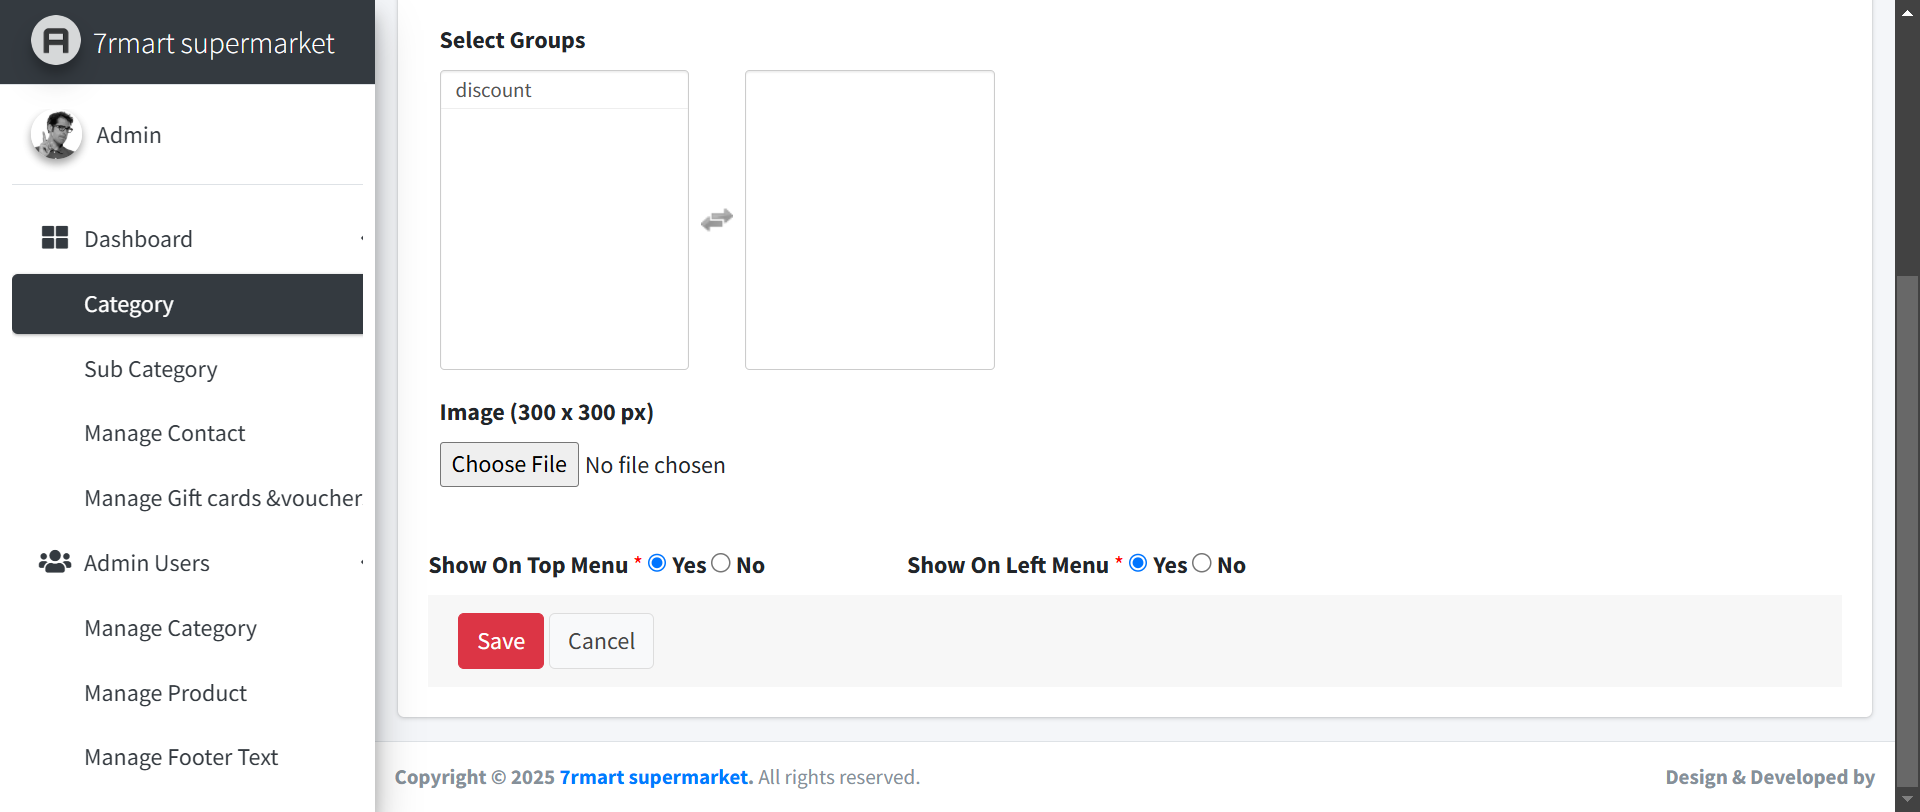 7rmart supermarket
Admin
Dashboard
Category
Sub Category
Manage Contact
Manage Gift cards &voucher
Admin Users
Manage Category
Manage Product
Manage Footer Text
Select Groups
discount
Image (300 x 300 px)
Choose File No file chosen
Show On Top Menu * Yes No Show On Left Menu * Yes No
Save Cancel
Copyright © 2025 7rmart supermarket. All rights reserved. Design & Developed by